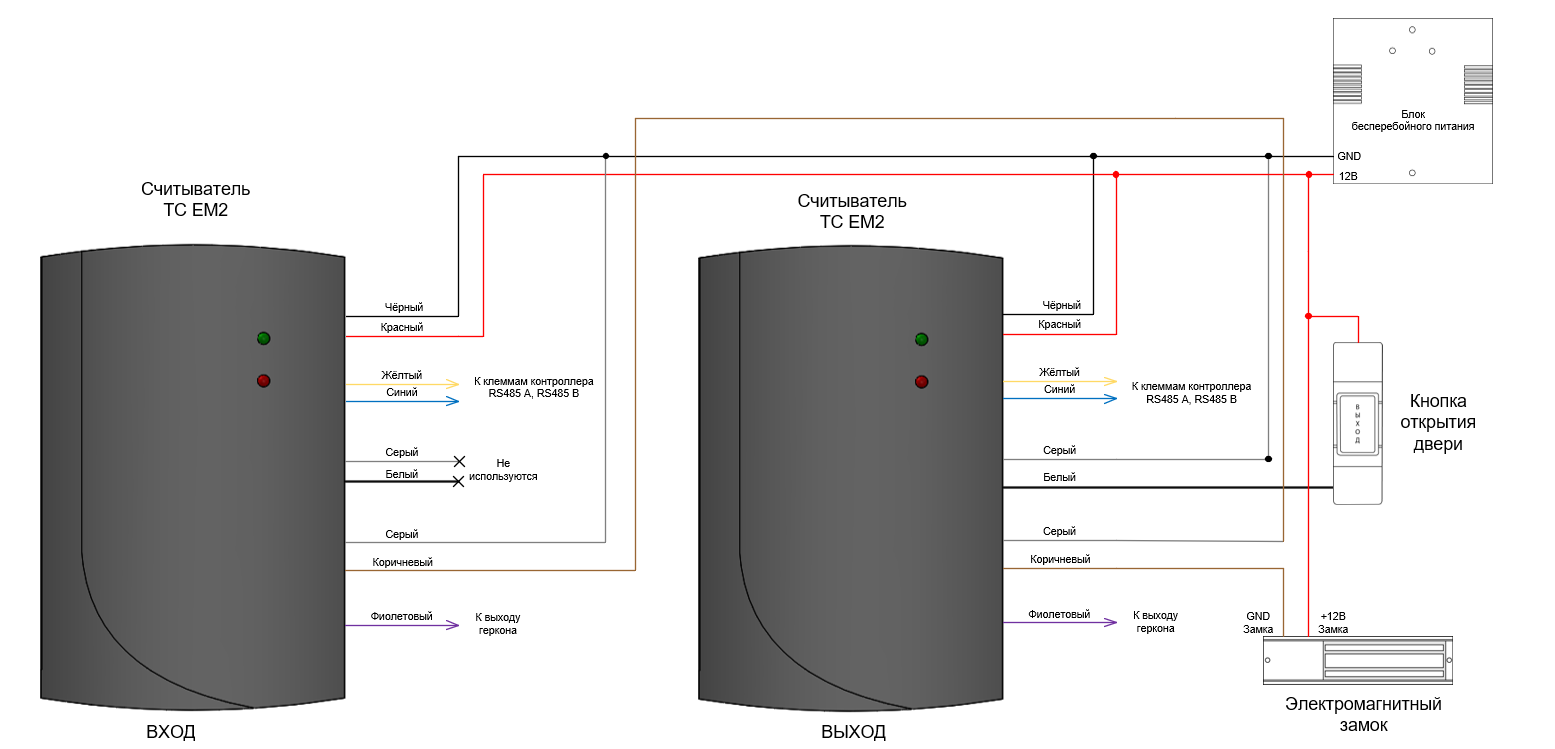 Блок
бесперебойного питания
GND
12В
Считыватель
TC EM2
Чёрный
Красный
Жёлтый
Синий
К клеммам контроллера
RS485 A, RS485 B
Серый
Белый
Не
используются
Серый
Коричневый
Фиолетовый
К выходу
геркона
ВХОД
Считыватель
TC EM2
Чёрный
Красный
Жёлтый
Синий
К клеммам контроллера
RS485 A, RS485 B
Серый
Белый
Серый
Коричневый
Фиолетовый
К выходу
геркона
ВЫХОД
ВЫХОД
Кнопка
открытия
двери
GND
Замка
+12В
Замка
Электромагнитный
замок